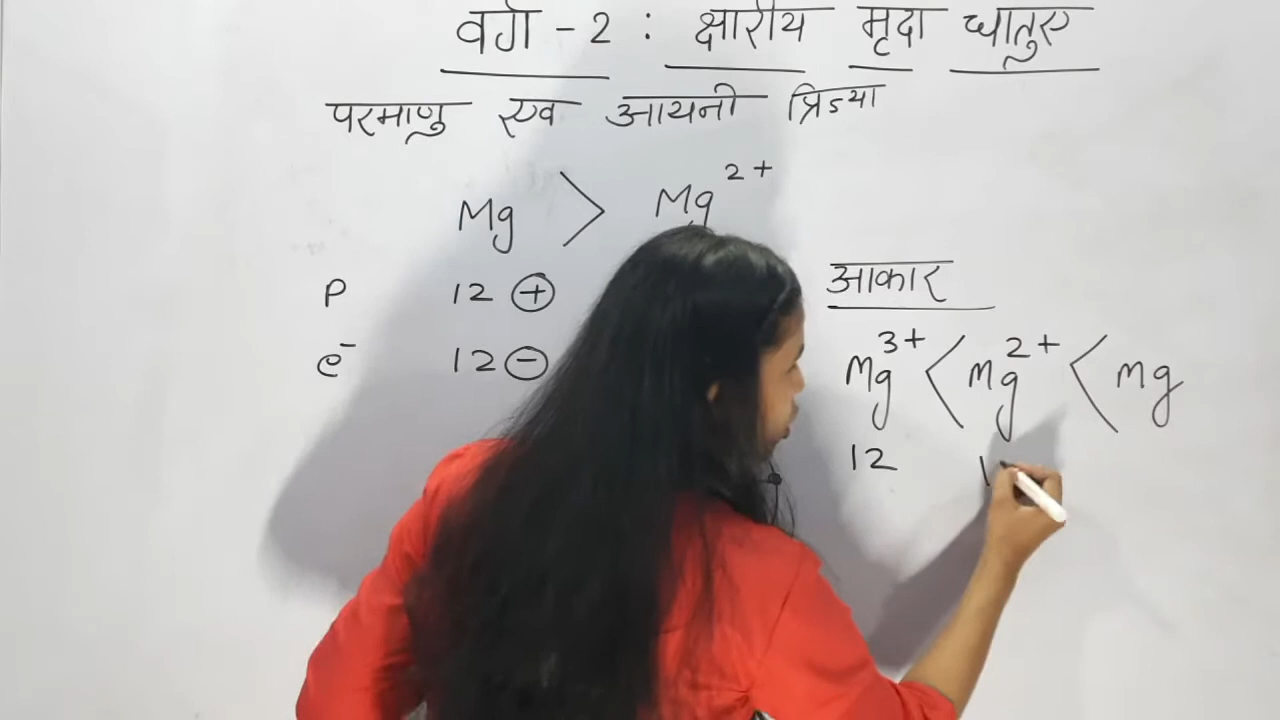 वर्ग - 2 : क्षारीय मृदा धातुए
परमाणु एव आयनी त्रिज्या
Mg > Mg²⁺
P 12 ⊕
e⁻ 12 ⊖
आकार
Mg³⁺ < Mg²⁺ < Mg
12 1